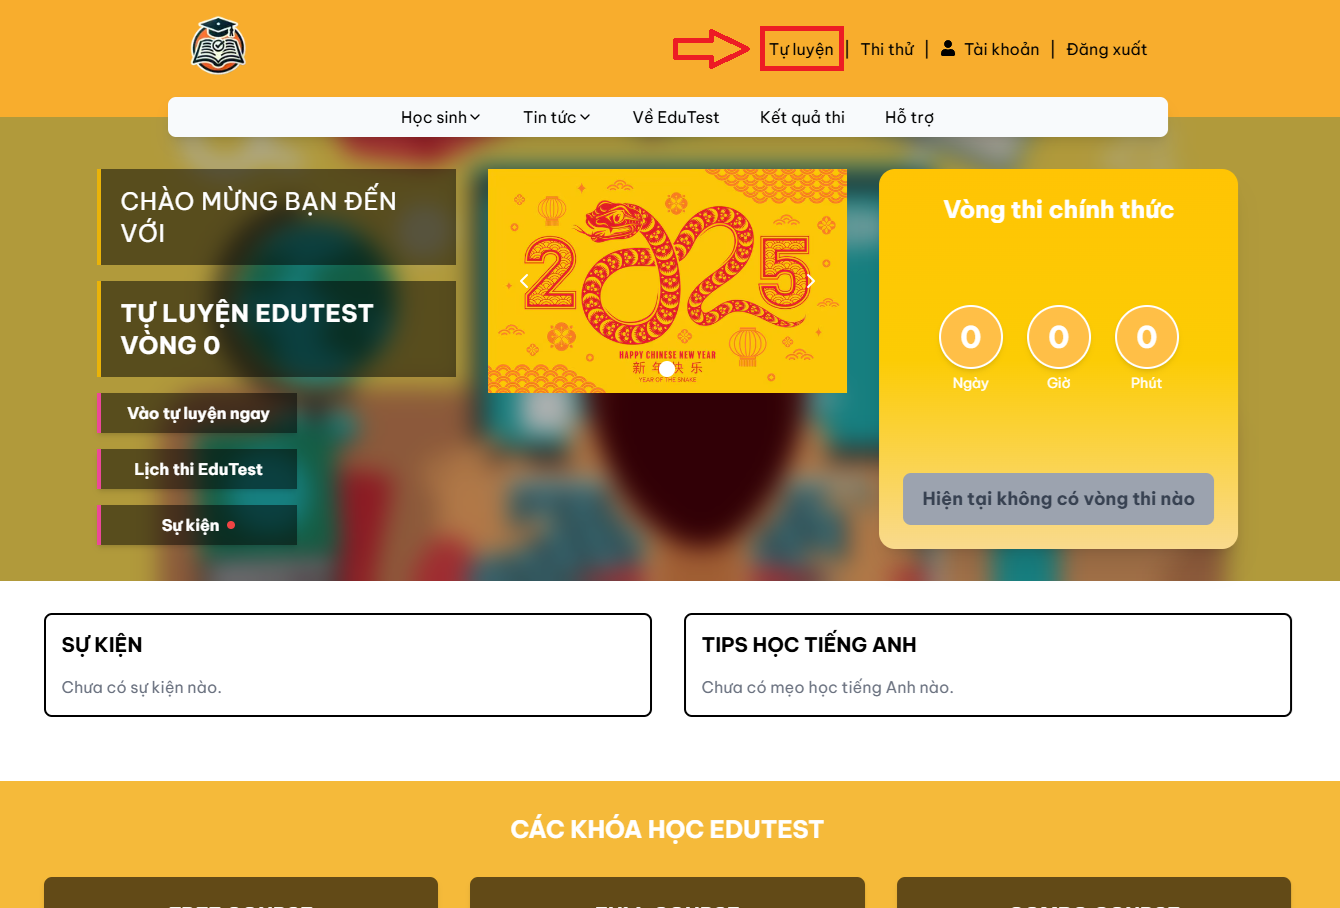 Tự luyện | Thi thử | Tài khoản | Đăng xuất
Học sinh Tin tức Về EduTest Kết quả thi Hỗ trợ
CHÀO MỪNG BẠN ĐẾN
VỚI
TỰ LUYỆN EDUTEST
VÒNG 0
Vào tự luyện ngay
Lịch thi EduTest
Sự kiện
2025
HAPPY CHINESE NEW YEAR
新年快乐
YEAR OF THE SNAKE
Vòng thi chính thức
0 0 0
Ngày Giờ Phút
Hiện tại không có vòng thi nào
SỰ KIỆN
Chưa có sự kiện nào.
TIPS HỌC TIẾNG ANH
Chưa có mẹo học tiếng Anh nào.
CÁC KHÓA HỌC EDUTEST